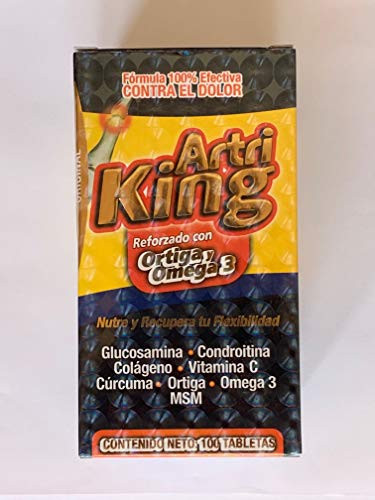 Fórmula 100% Efectiva
CONTRA EL DOLOR
ORIGINAL
Artri
King
Reforzado con
Ortiga y
Omega 3
Nutre y Recupera tu Flexibilidad
Glucosamina • Condroitina
Colágeno • Vitamina C
Cúrcuma • Ortiga • Omega 3
MSM
CONTENIDO NETO: 100 TABLETAS